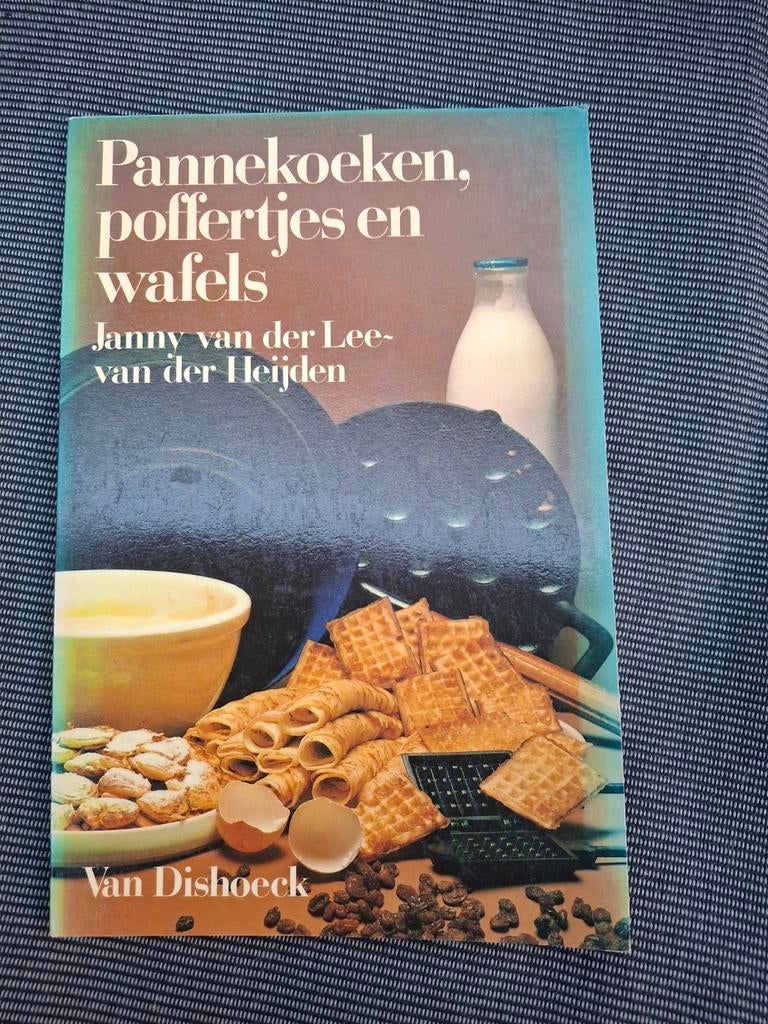 Pannekoeken,
poffertjes en
wafels
Janny van der Lee-
van der Heijden
Van Dishoeck